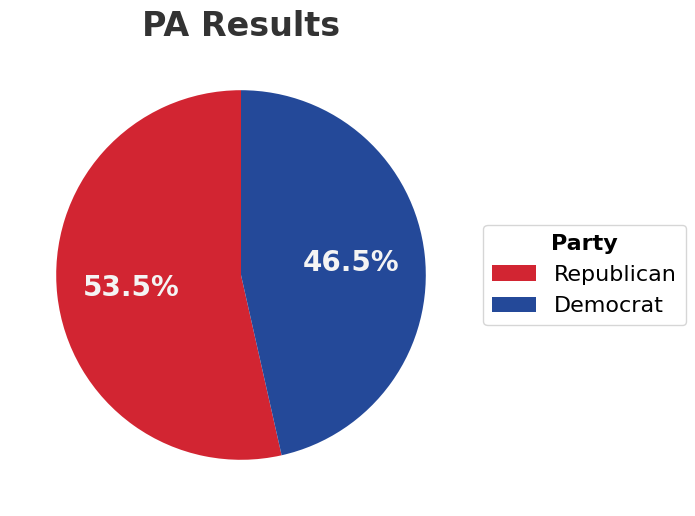 PA Results
53.5%
46.5%
Party
Republican
Democrat